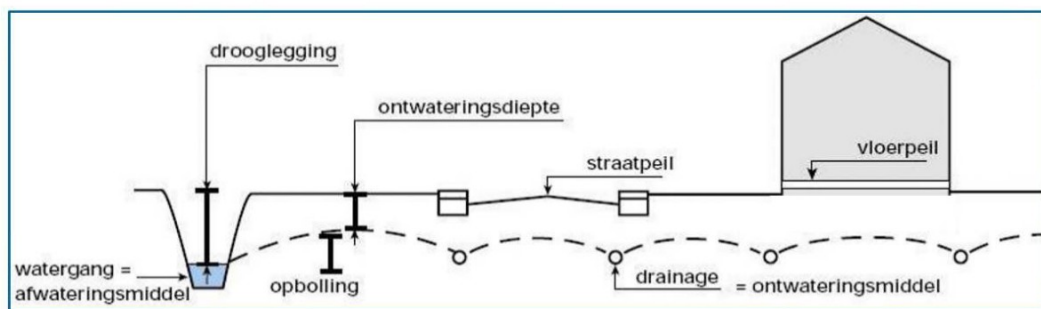 drooglegging
ontwateringsdiepte
straatpeil
vloerpeil
watergang =
afwateringsmiddel
opbolling
drainage = ontwateringsmiddel